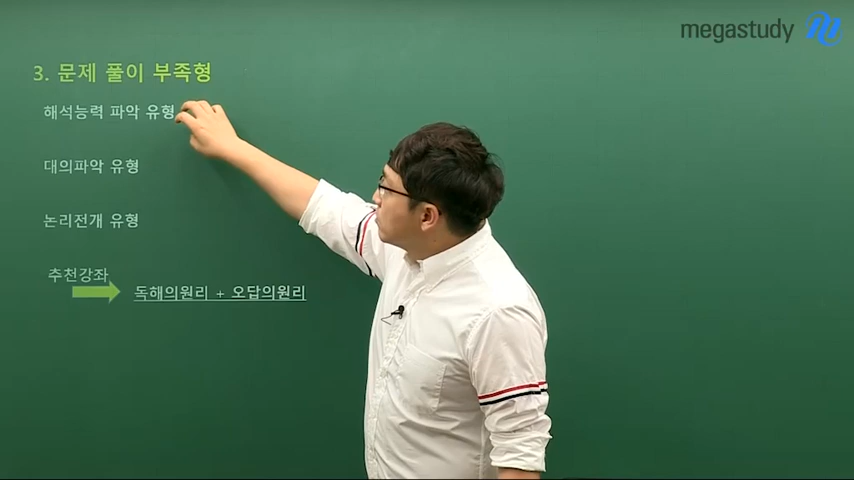 megastudy
3. 문제 풀이 부족형
해석능력 파악 유형
대의파악 유형
논리전개 유형
추천강좌
독해의원리 + 오답의원리